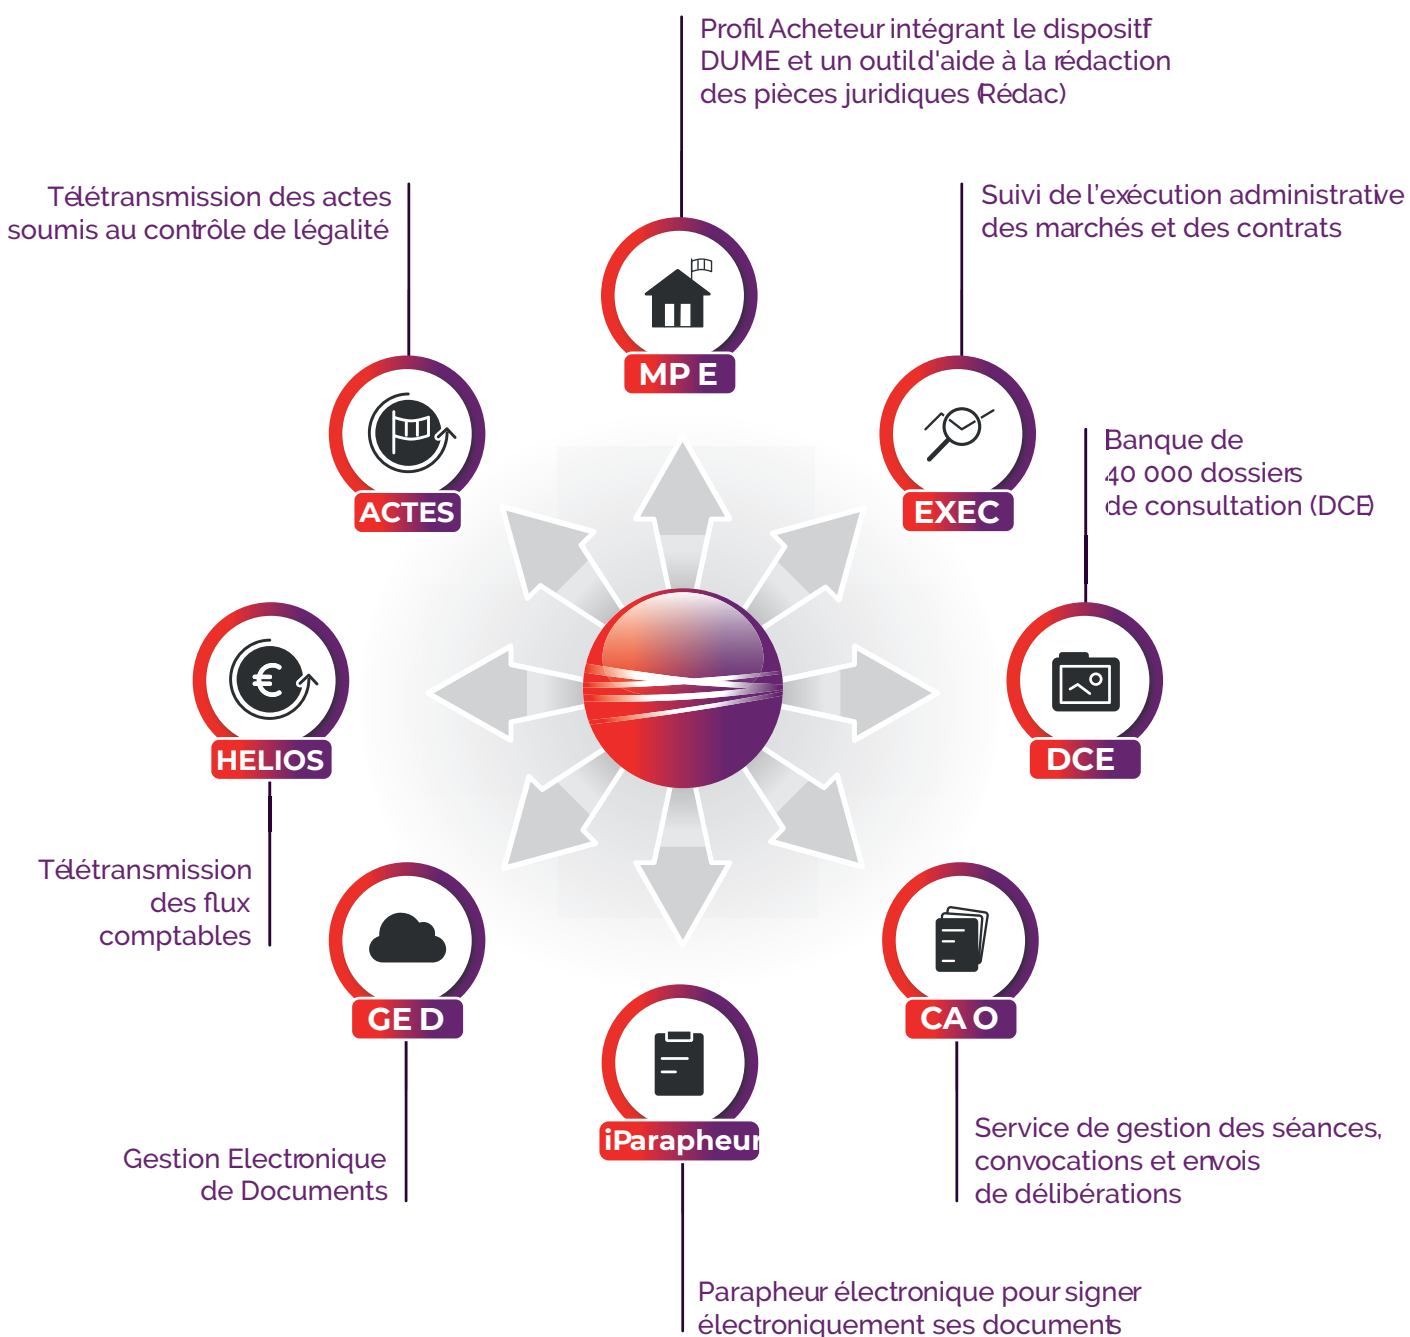 Profil Acheteur intégrant le dispositif
DUME et un outil d'aide à la rédaction
des pièces juridiques (Rédac)
MPE
Télétransmission des actes
soumis au contrôle de légalité
ACTES
Suivi de l'exécution administrative
des marchés et des contrats
EXEC
Banque de
40 000 dossiers
de consultation (DCE)
DCE
HELIOS
Télétransmission
des flux
comptables
GED
Gestion Electronique
de Documents
iParapheur
Parapheur électronique pour signer
électroniquement ses documents
CAO
Service de gestion des séances,
convocations et envois
de délibérations